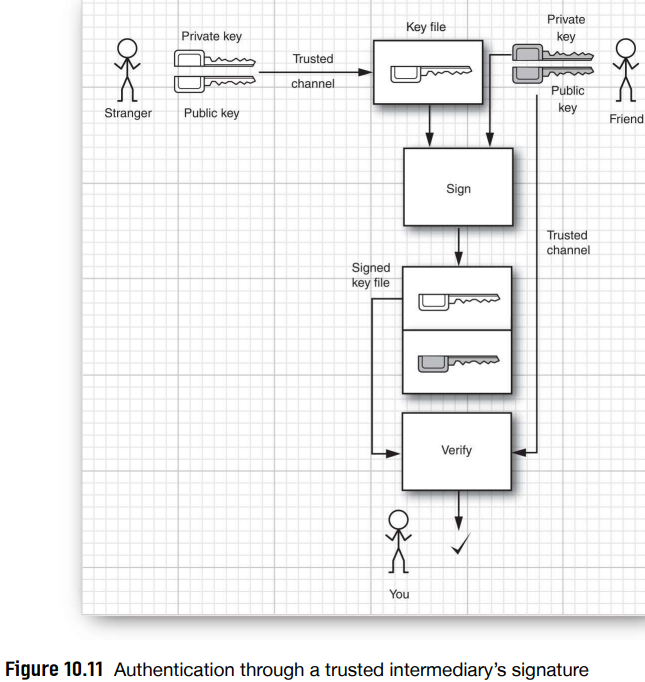 Private key
Key file
Private
key
Trusted
channel
Stranger
Public key
Public
key
Friend
Sign
Trusted
channel
Signed
key file
Verify
You
Figure 10.11 Authentication through a trusted intermediary’s signature